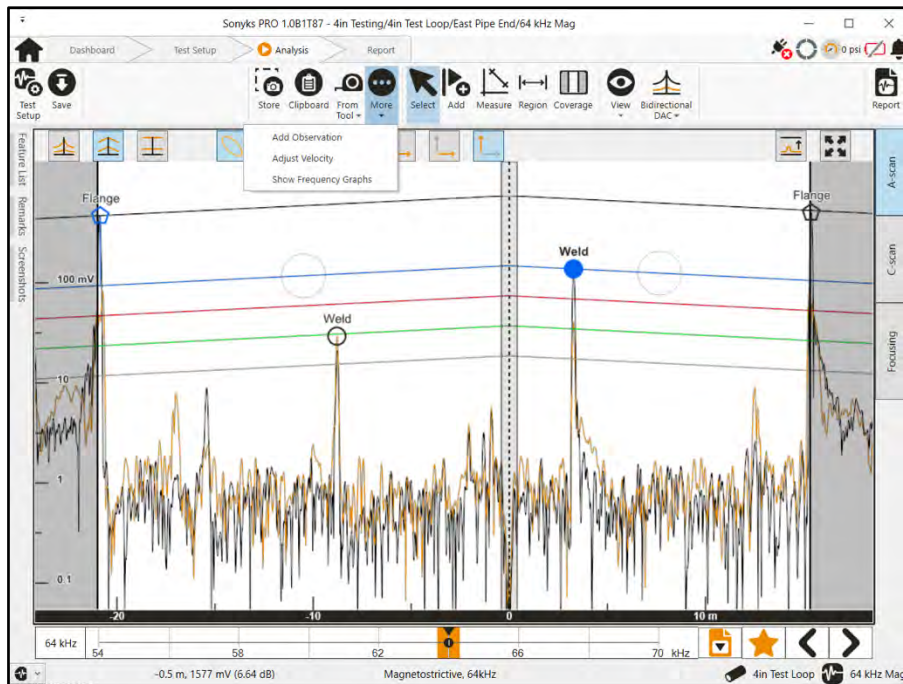 Sonyks PRO 1.0B1T87 - 4in Testing/4in Test Loop/East Pipe End/64 kHz Mag
Dashboard
Test Setup
Analysis
Report
0 psi
Test Setup
Save
Store
Clipboard
From Tool
More
Select
Add
Measure
Region
Coverage
View
Bidirectional DAC
Report
Add Observation
Adjust Velocity
Show Frequency Graphs
Feature List
Remarks
Screenshots
A-scan
C-scan
Focusing
Flange
Flange
Weld
Weld
100 mV
10
1
0.1
-20
-10
0
10 m
64 kHz
54
58
62
66
70 kHz
-0.5 m, 1577 mV (6.64 dB)
Magnetostrictive, 64kHz
4in Test Loop
64 kHz Mag